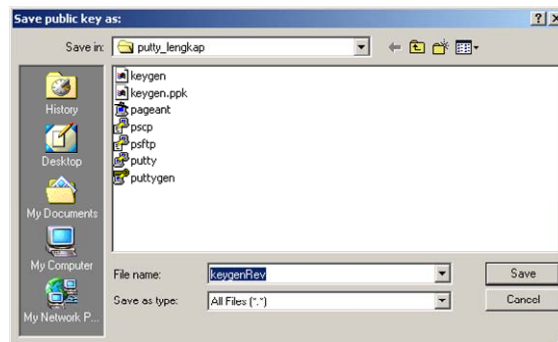 Save public key as:
Save in: putty_lengkap
History
Desktop
My Documents
My Computer
My Network P...
keygen
keygen.ppk
pageant
pscp
psftp
putty
puttygen
File name: keygenRev Save
Save as type: All Files (*.*) Cancel